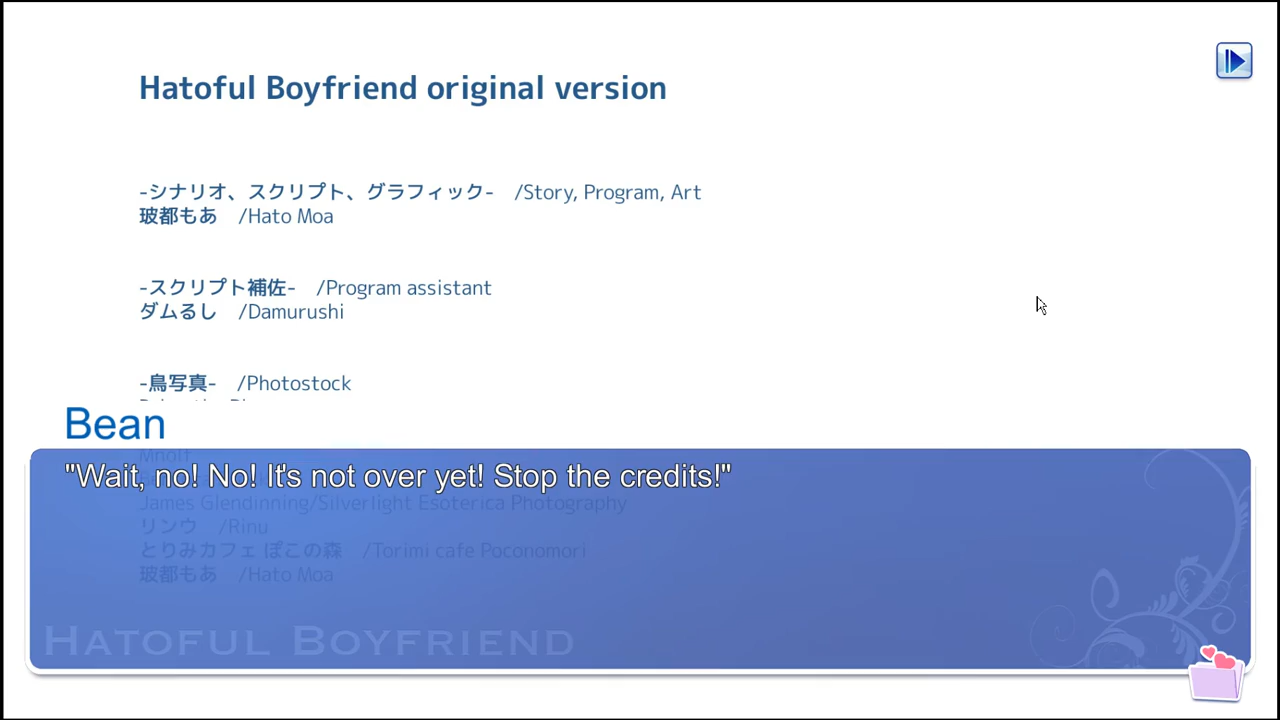 Hatoful Boyfriend original version
-シナリオ、スクリプト、グラフィック- /Story, Program, Art
玻都もあ /Hato Moa
-スクリプト補佐- /Program assistant
ダムるし /Damurushi
-鳥写真- /Photostock
Bean
"Wait, no! No! It's not over yet! Stop the credits!"
James Glendinning/Silverlight Esoterica Photography
リンウ /Rinu
とりみカフェ ぽこの森 /Torimi cafe Poconomori
玻都もあ /Hato Moa
HATOFUL BOYFRIEND